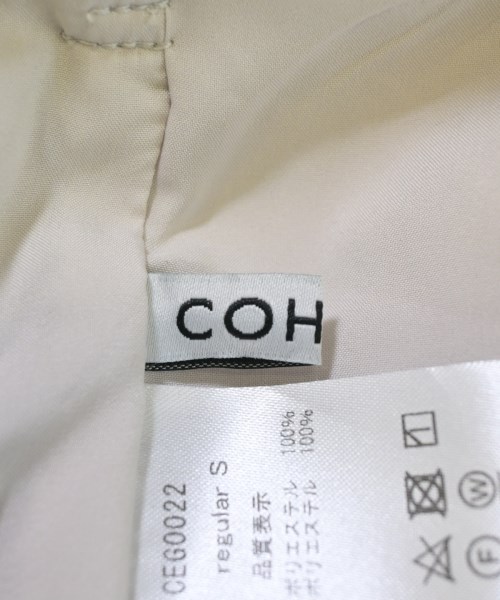 COH
CEG0022
regular S
品質表示
ポリエステル 100%
ポリエステル 100%
W
F